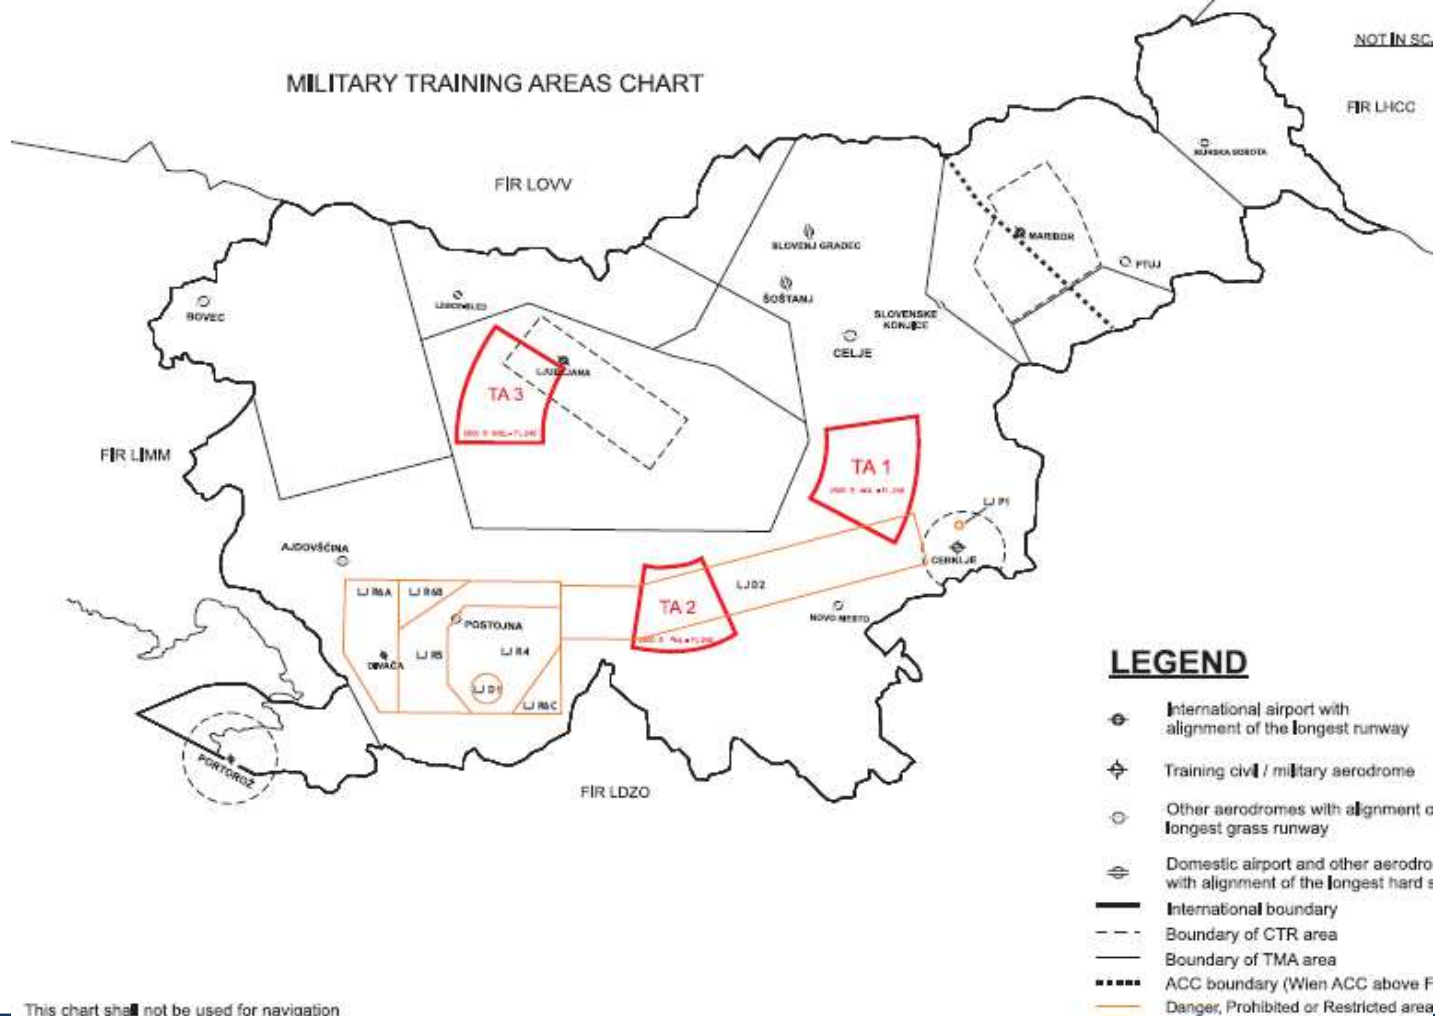 NOT IN SC
MILITARY TRAINING AREAS CHART
FIR LHCC
MURSKA SOBOTA
FIR LOVV
SLOVENJ GRADEC
MARIBOR
PTUJ
ŠOŠTANJ
BOVEC
SLOVENSKE
KONJICE
CELJE
LJUBLJANA
TA 3
FIR LIMM
TA 1
LJ P1
AJDOVŠČINA
CERKLJE
LJ D2
LJ R6A
LJ R6B
TA 2
NOVO MESTO
POSTOJNA
LJ R5
LJ R4
DIVAČA
LJ D1
LJ R6C
PORTOROŽ
FIR LDZO
LEGEND
International airport with
alignment of the longest runway
Training civil / military aerodrome
Other aerodromes with alignment o
longest grass runway
Domestic airport and other aerodro
with alignment of the longest hard s
International boundary
Boundary of CTR area
Boundary of TMA area
ACC boundary (Wien ACC above F
Danger, Prohibited or Restricted area
This chart shall not be used for navigation